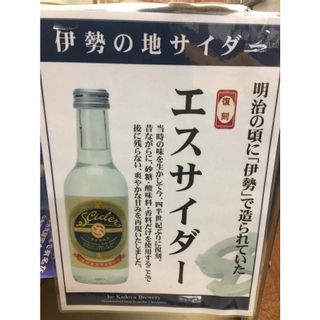 伊勢の地サイダー
明治の頃に「伊勢」で造られていた
復刻
エスサイダー
当時の味を生かして今、四半世紀ぶりに復刻。
昔ながらに、砂糖・酸味料・香料だけを使用することで
後に残らない、爽やかな甘みを再現いたしました。
SCider
Ise Kadoya Brewery